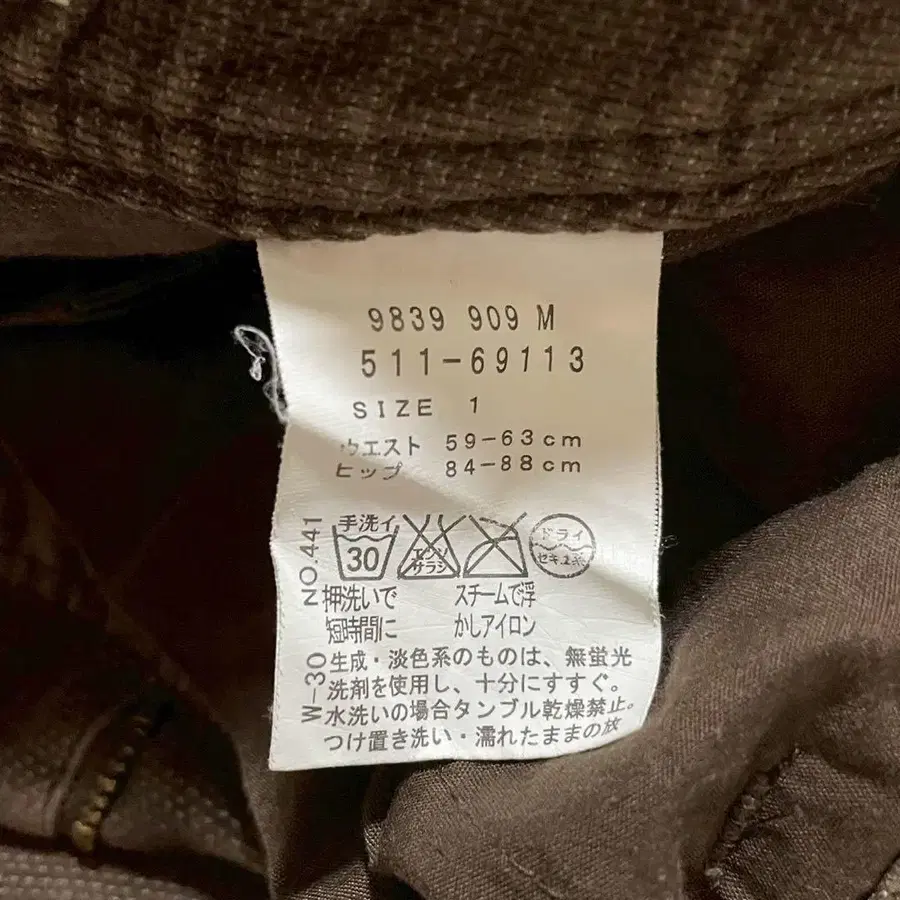 9839 909 M
511-69113
SIZE 1
ウエスト 59-63cm
ヒップ 84-88cm
手洗イ
30
エンソ
サラシ
ドライ
セキユ系
押洗いで
短時間に
スチームで浮
かしアイロン
NO.441
W-30
生成・淡色系のものは、無蛍光
洗剤を使用し、十分にすすぐ。
水洗いの場合タンブル乾燥禁止。
つけ置き洗い・濡れたままの放